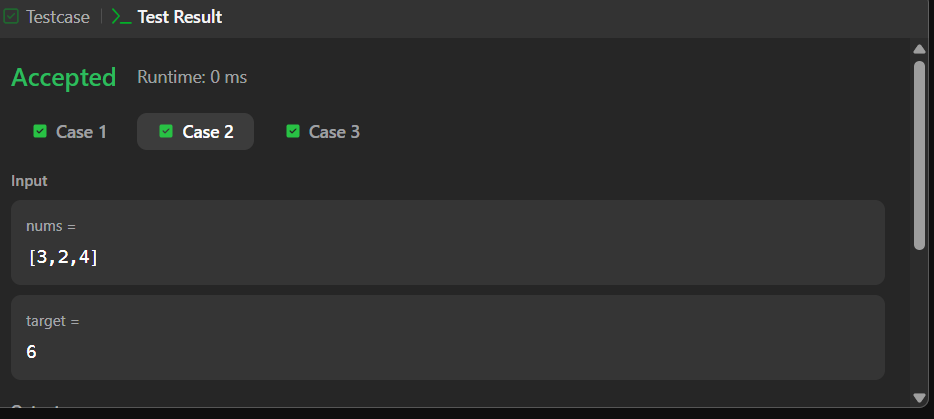 Testcase
Test Result
Accepted Runtime: 0 ms
Case 1 Case 2 Case 3
Input
nums =
[3,2,4]
target =
6